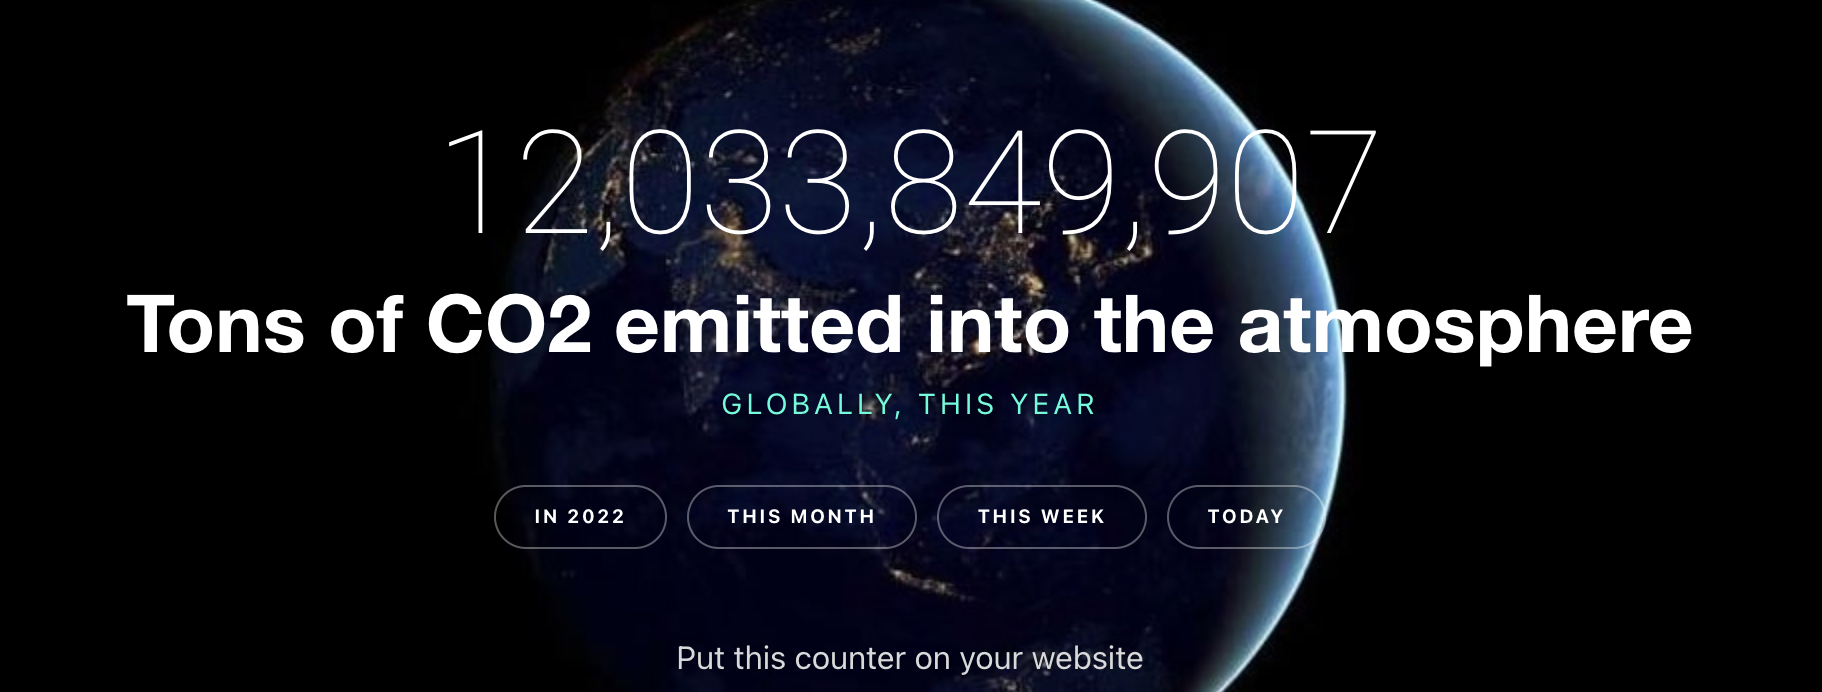 12,033,849,907
Tons of CO2 emitted into the atmosphere
GLOBALLY, THIS YEAR
IN 2022
THIS MONTH
THIS WEEK
TODAY
Put this counter on your website